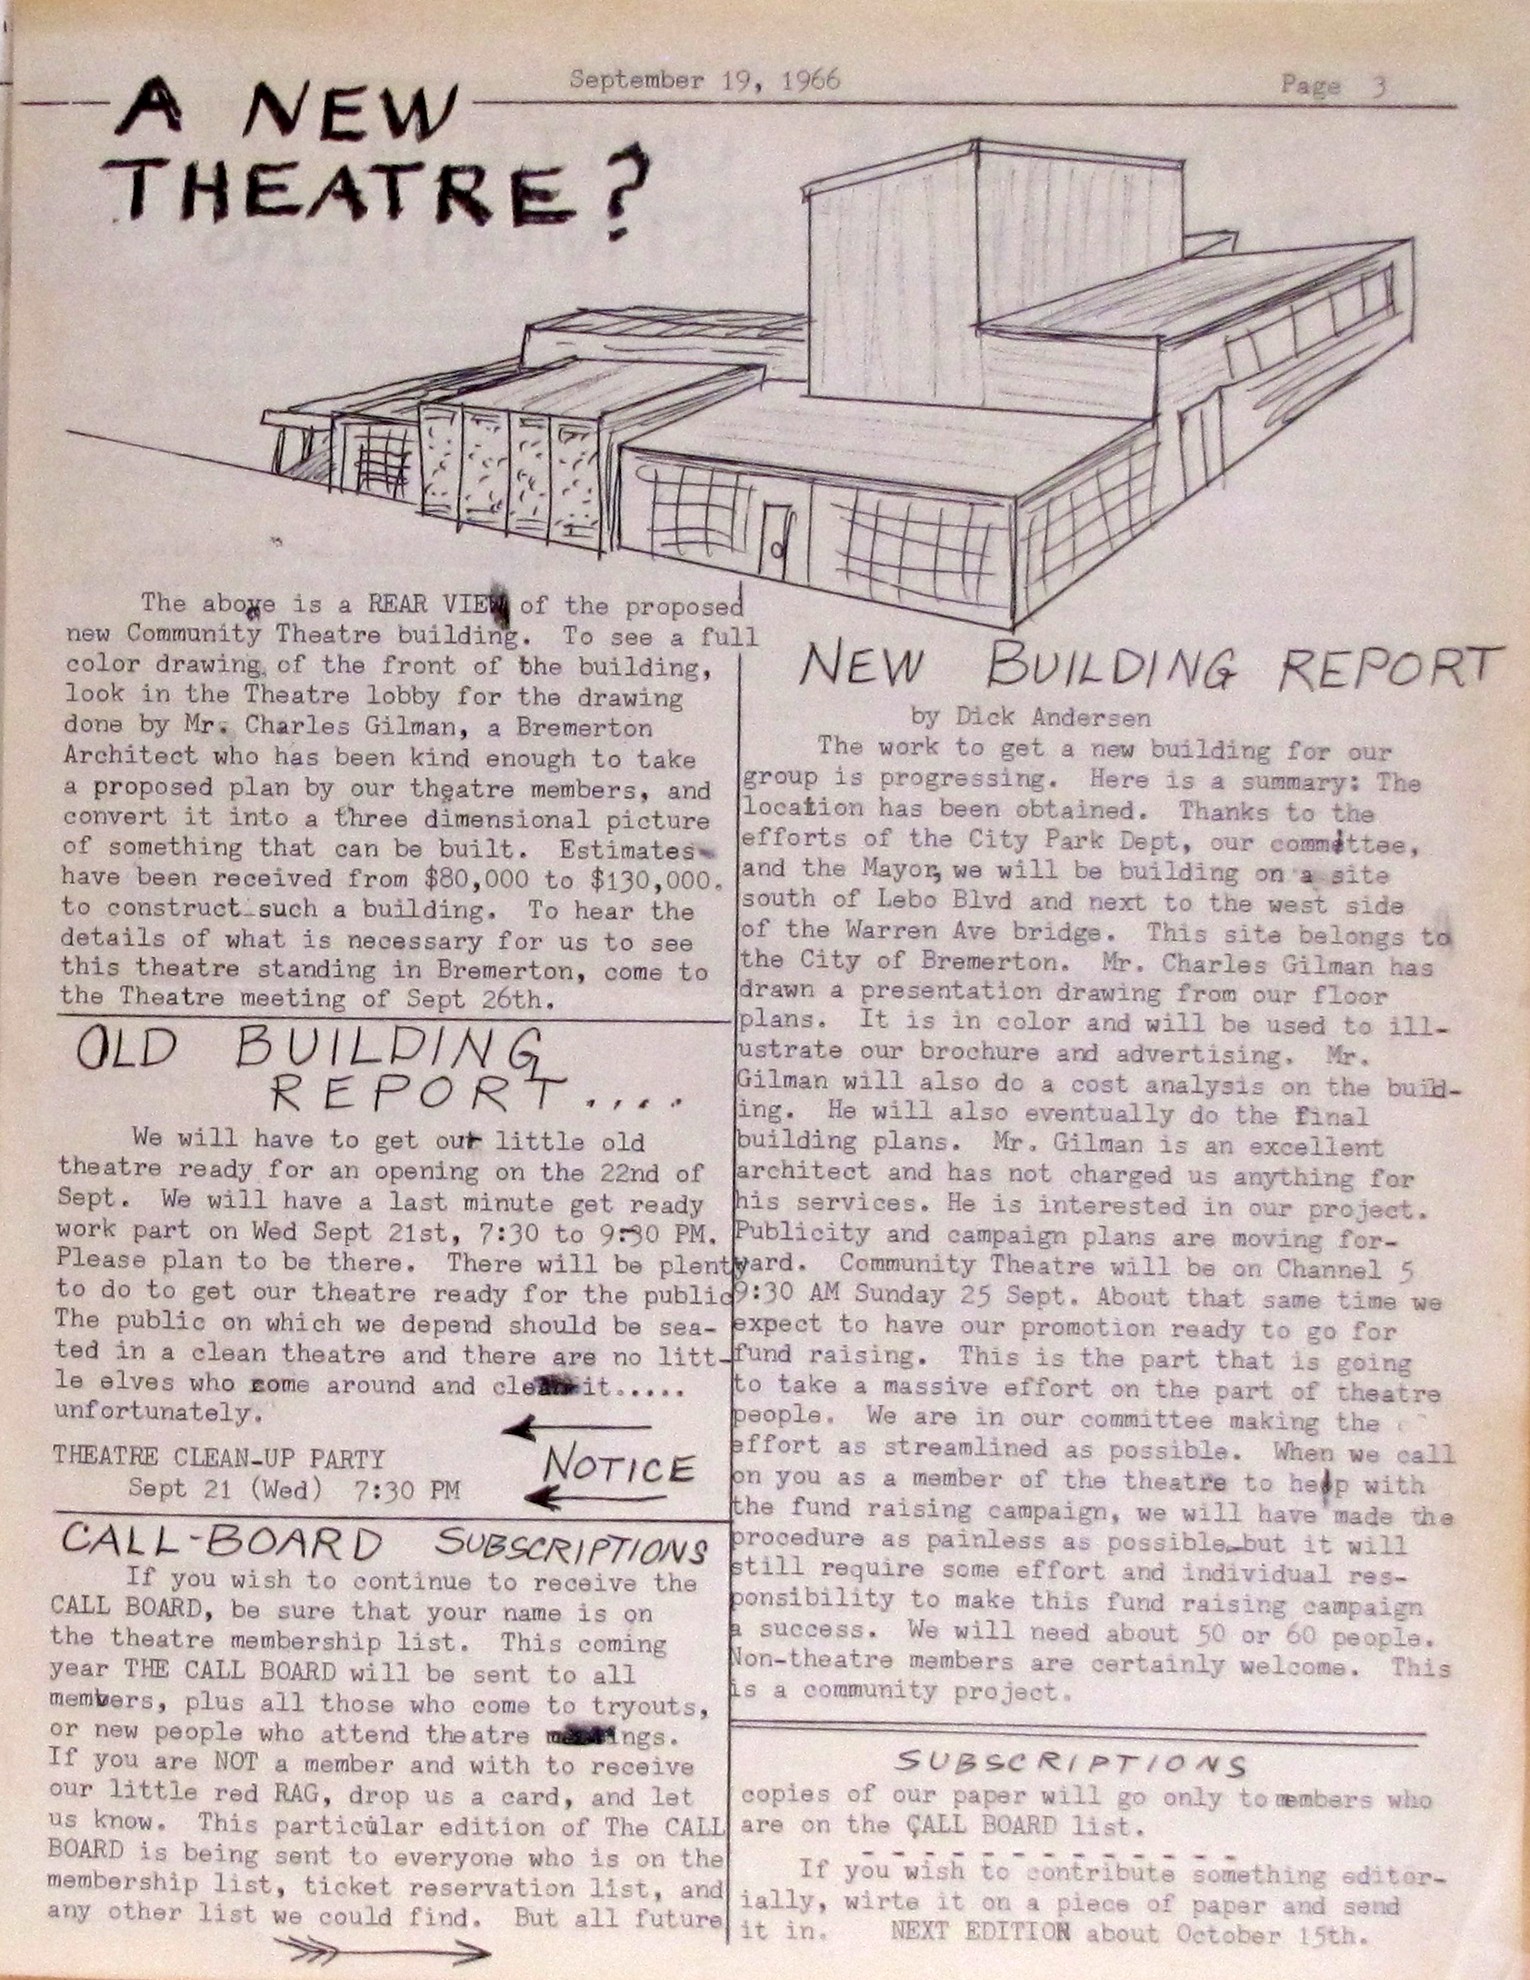 September 19, 1966 Page 3
A NEW
THEATRE?
The above is a REAR VIEW of the proposed
new Community Theatre building. To see a full
color drawing of the front of the building,
look in the Theatre lobby for the drawing
done by Mr. Charles Gilman, a Bremerton
Architect who has been kind enough to take
a proposed plan by our theatre members, and
convert it into a three dimensional picture
of something that can be built. Estimates
have been received from $80,000 to $130,000.
to construct such a building. To hear the
details of what is necessary for us to see
this theatre standing in Bremerton, come to
the Theatre meeting of Sept 26th.
OLD BUILDING
REPORT....
We will have to get our little old
theatre ready for an opening on the 22nd of
Sept. We will have a last minute get ready
work part on Wed Sept 21st, 7:30 to 9:30 PM.
Please plan to be there. There will be plenty
to do to get our theatre ready for the public
The public on which we depend should be sea-
ted in a clean theatre and there are no litt-
le elves who come around and clean it.....
unfortunately.
THEATRE CLEAN-UP PARTY
Sept 21 (Wed) 7:30 PM
NOTICE
CALL-BOARD SUBSCRIPTIONS
If you wish to continue to receive the
CALL BOARD, be sure that your name is on
the theatre membership list. This coming
year THE CALL BOARD will be sent to all
members, plus all those who come to tryouts,
or new people who attend theatre meetings.
If you are NOT a member and with to receive
our little red RAG, drop us a card, and let
us know. This particular edition of The CALL
BOARD is being sent to everyone who is on the
membership list, ticket reservation list, and
any other list we could find. But all future
NEW BUILDING REPORT
by Dick Andersen
The work to get a new building for our
group is progressing. Here is a summary: The
location has been obtained. Thanks to the
efforts of the City Park Dept, our committee,
and the Mayor, we will be building on a site
south of Lebo Blvd and next to the west side
of the Warren Ave bridge. This site belongs to
the City of Bremerton. Mr. Charles Gilman has
drawn a presentation drawing from our floor
plans. It is in color and will be used to ill-
ustrate our brochure and advertising. Mr.
Gilman will also do a cost analysis on the buid-
ing. He will also eventually do the final
building plans. Mr. Gilman is an excellent
architect and has not charged us anything for
his services. He is interested in our project.
Publicity and campaign plans are moving for-
ward. Community Theatre will be on Channel 5
9:30 AM Sunday 25 Sept. About that same time we
expect to have our promotion ready to go for
fund raising. This is the part that is going
to take a massive effort on the part of theatre
people. We are in our committee making the
effort as streamlined as possible. When we call
on you as a member of the theatre to help with
the fund raising campaign, we will have made the
procedure as painless as possible, but it will
still require some effort and individual res-
ponsibility to make this fund raising campaign
a success. We will need about 50 or 60 people.
Non-theatre members are certainly welcome. This
is a community project.
SUBSCRIPTIONS
copies of our paper will go only to members who
are on the CALL BOARD list.
- - - - - - - - - - - - -
If you wish to contribute something editor-
ially, wirte it on a piece of paper and send
it in. NEXT EDITION about October 15th.